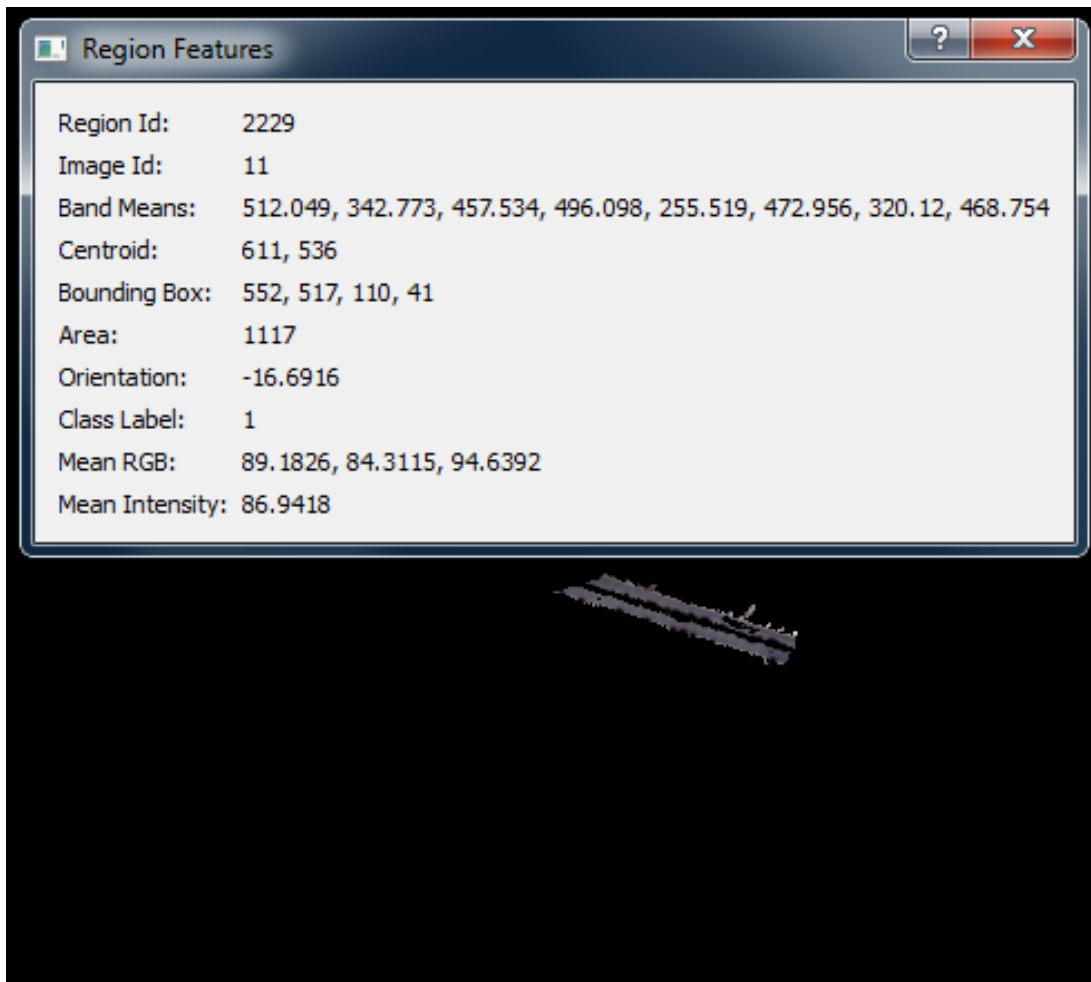 Region Features
Region Id: 2229
Image Id: 11
Band Means: 512.049, 342.773, 457.534, 496.098, 255.519, 472.956, 320.12, 468.754
Centroid: 611, 536
Bounding Box: 552, 517, 110, 41
Area: 1117
Orientation: -16.6916
Class Label: 1
Mean RGB: 89.1826, 84.3115, 94.6392
Mean Intensity: 86.9418